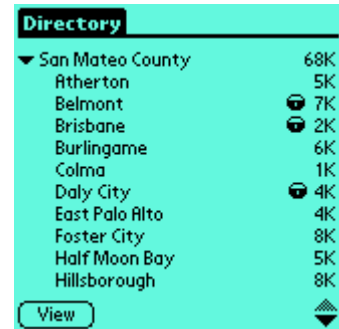 Directory
San Mateo County 68K
Atherton 5K
Belmont 7K
Brisbane 2K
Burlingame 6K
Colma 1K
Daly City 4K
East Palo Alto 4K
Foster City 8K
Half Moon Bay 5K
Hillsborough 8K
View